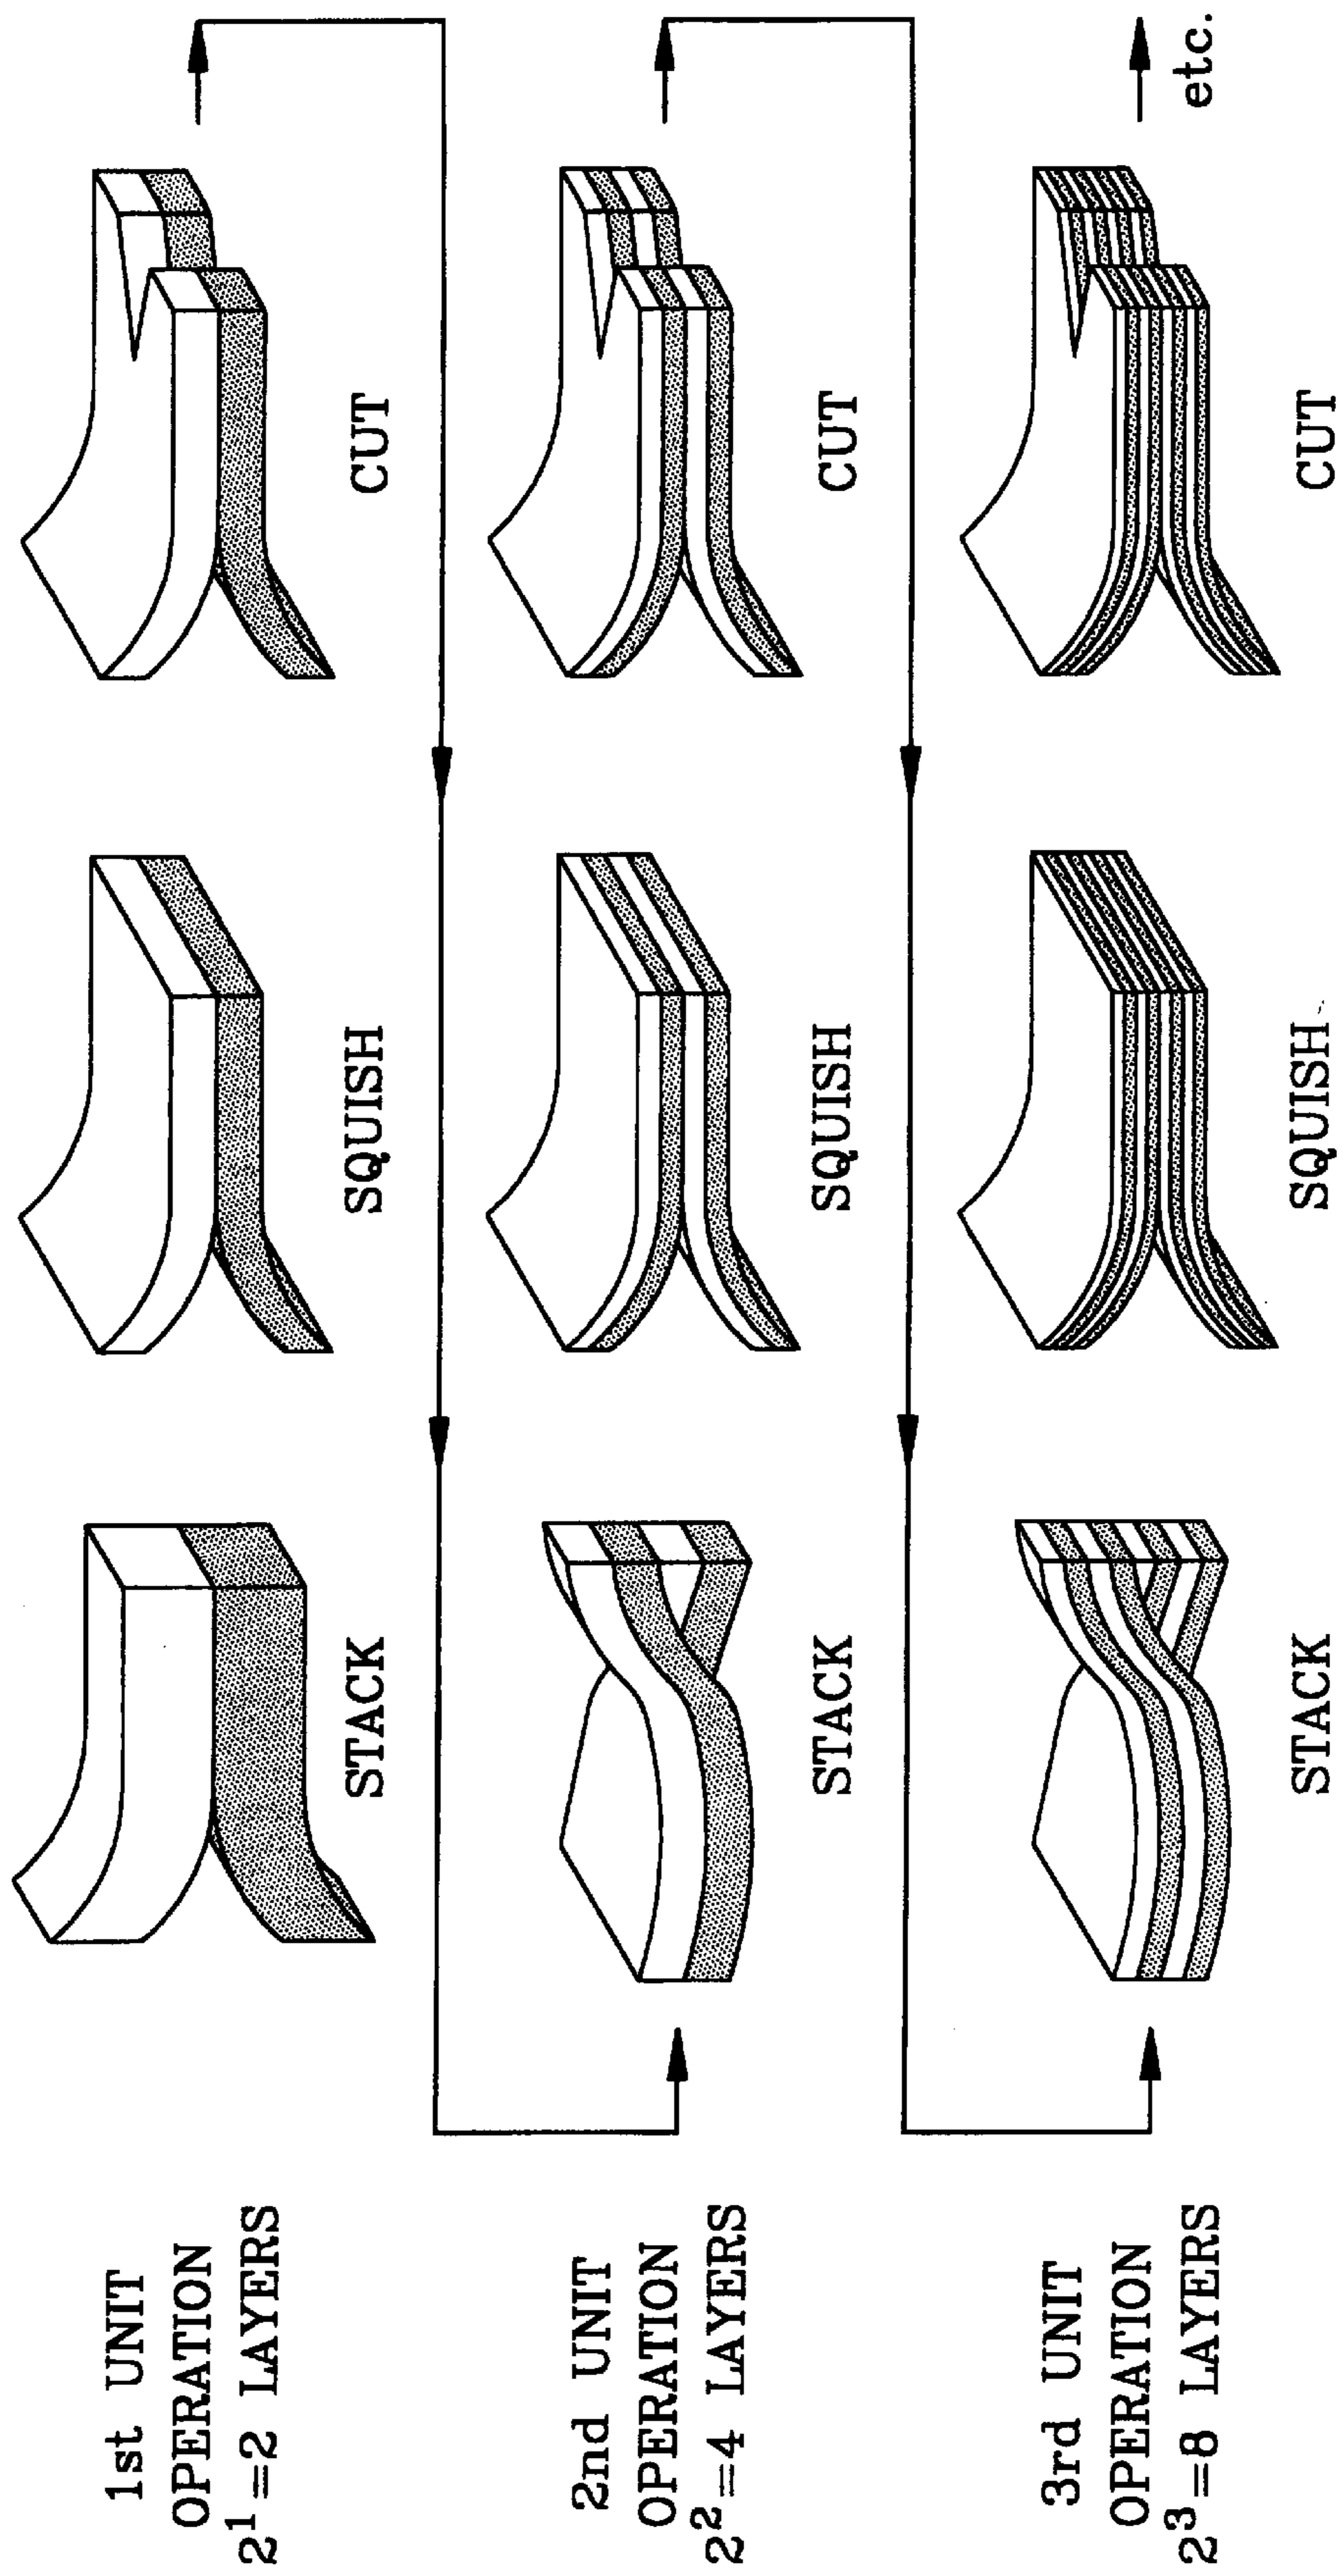 1st UNIT
OPERATION
2¹=2 LAYERS
STACK
SQUISH
CUT
2nd UNIT
OPERATION
2²=4 LAYERS
STACK
SQUISH
CUT
3rd UNIT
OPERATION
2³=8 LAYERS
STACK
SQUISH
CUT
etc.